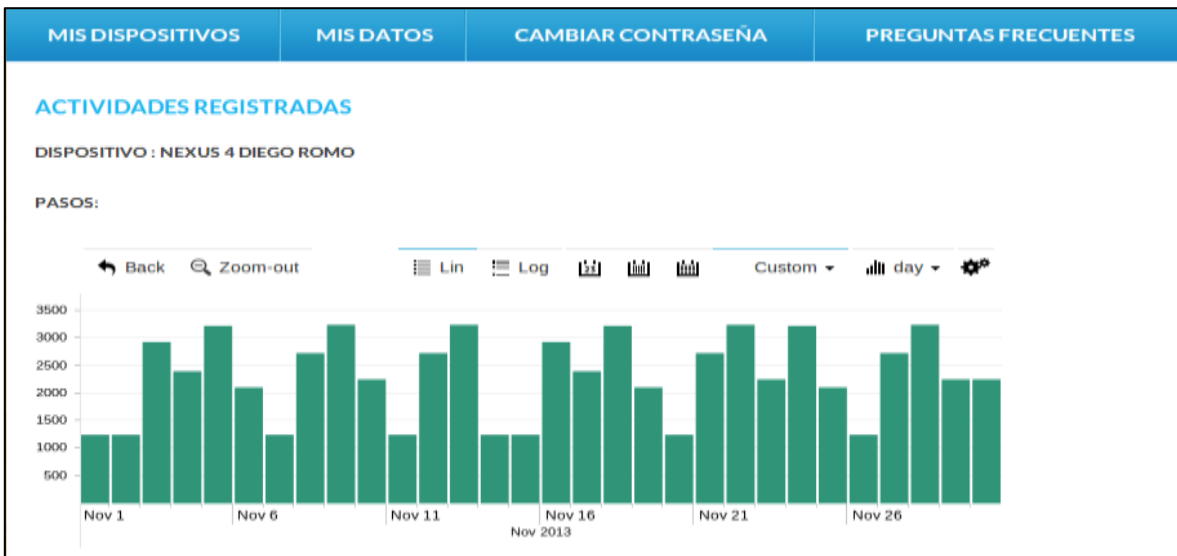 MIS DISPOSITIVOS MIS DATOS CAMBIAR CONTRASEÑA PREGUNTAS FRECUENTES
ACTIVIDADES REGISTRADAS
DISPOSITIVO : NEXUS 4 DIEGO ROMO
PASOS:
Back Zoom-out Lin Log Custom day
3500
3000
2500
2000
1500
1000
500
Nov 1 Nov 6 Nov 11 Nov 16 Nov 21 Nov 26
Nov 2013